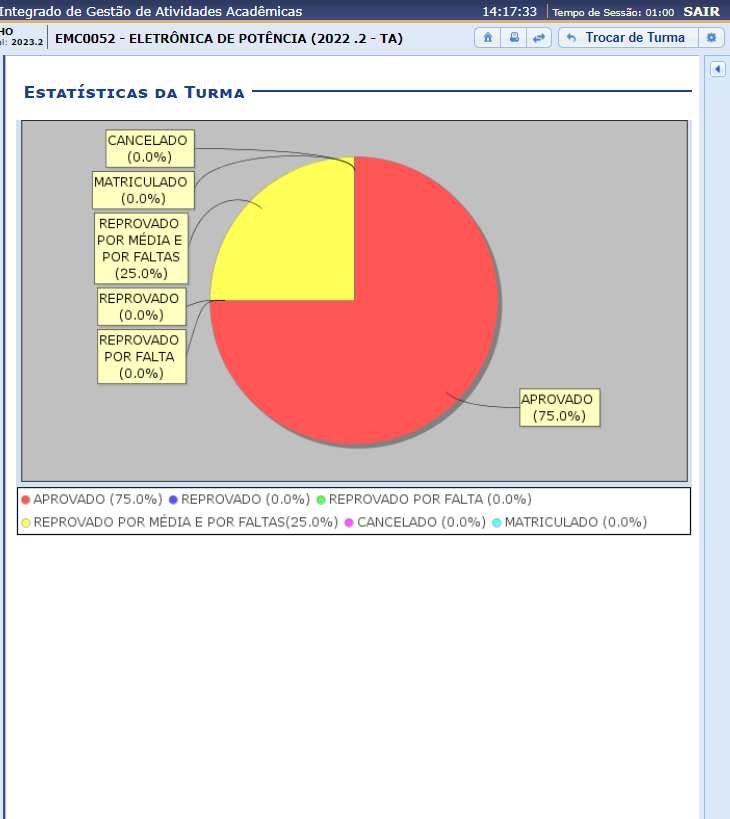 Integrado de Gestão de Atividades Acadêmicas 14:17:33 Tempo de Sessão: 01:00 SAIR
HO
el: 2023.2 EMC0052 - ELETRÔNICA DE POTÊNCIA (2022 .2 - TA) Trocar de Turma
ESTATÍSTICAS DA TURMA
CANCELADO
(0.0%)
MATRICULADO
(0.0%)
REPROVADO
POR MÉDIA E
POR FALTAS
(25.0%)
REPROVADO
(0.0%)
REPROVADO
POR FALTA
(0.0%)
APROVADO
(75.0%)
APROVADO (75.0%) REPROVADO (0.0%) REPROVADO POR FALTA (0.0%)
REPROVADO POR MÉDIA E POR FALTAS(25.0%) CANCELADO (0.0%) MATRICULADO (0.0%)